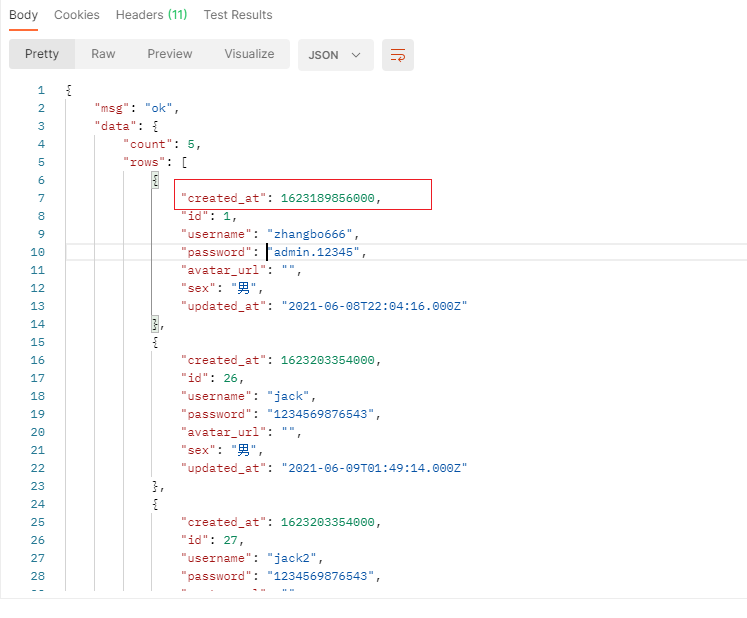 Body Cookies Headers (11) Test Results
Pretty Raw Preview Visualize JSON
1 {
2 "msg": "ok",
3 "data": {
4 "count": 5,
5 "rows": [
6 {
7 "created_at": 1623189856000,
8 "id": 1,
9 "username": "zhangbo666",
10 "password": "admin.12345",
11 "avatar_url": "",
12 "sex": "男",
13 "updated_at": "2021-06-08T22:04:16.000Z"
14 },
15 {
16 "created_at": 1623203354000,
17 "id": 26,
18 "username": "jack",
19 "password": "1234569876543",
20 "avatar_url": "",
21 "sex": "男",
22 "updated_at": "2021-06-09T01:49:14.000Z"
23 },
24 {
25 "created_at": 1623203354000,
26 "id": 27,
27 "username": "jack2",
28 "password": "1234569876543",